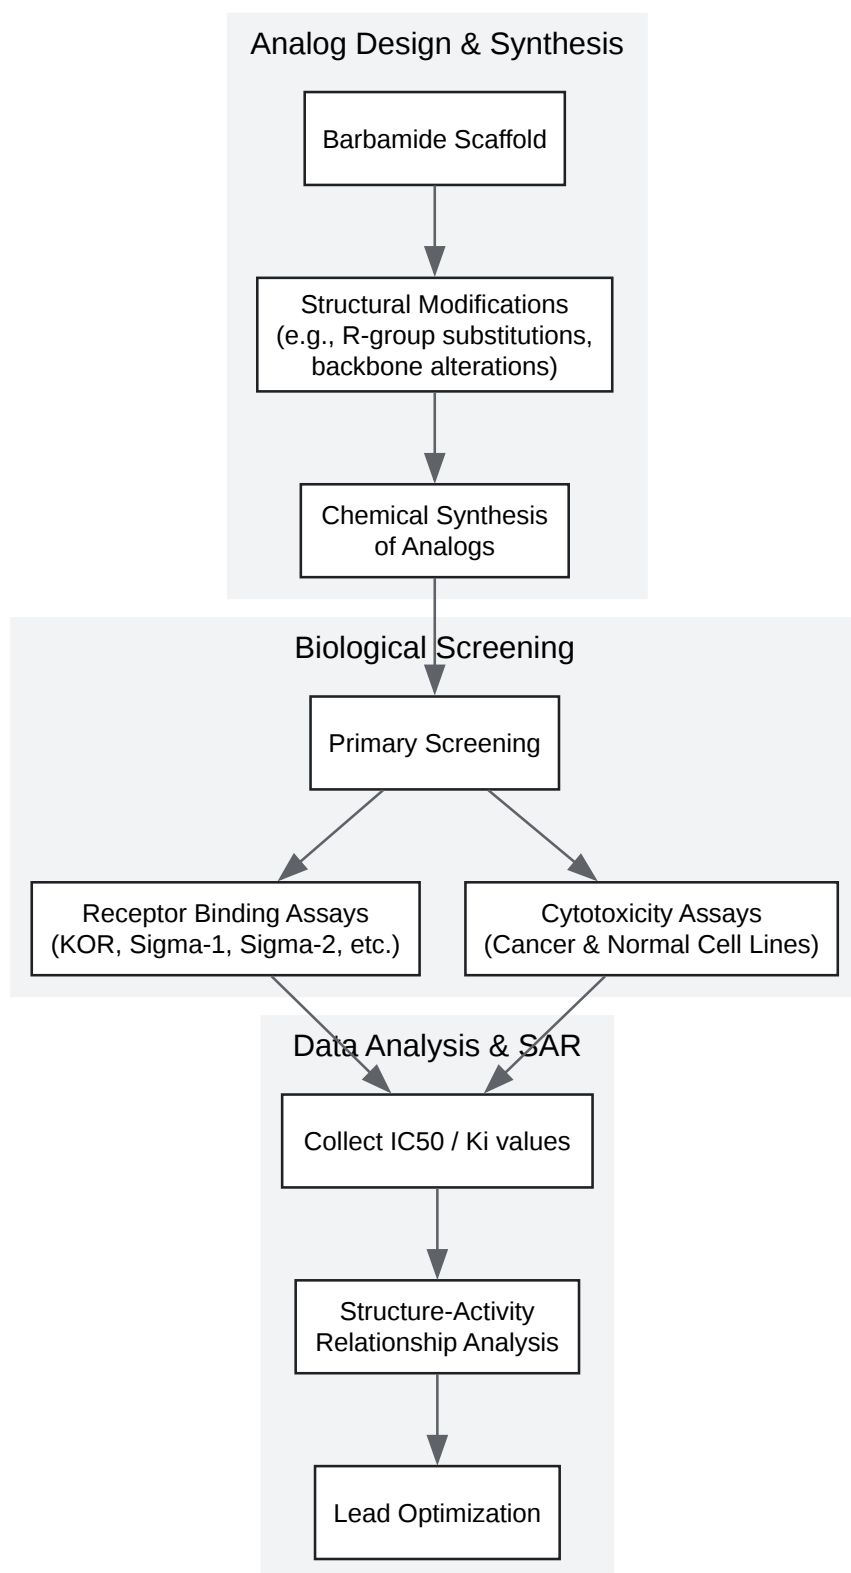 Analog Design & Synthesis
Barbamide Scaffold
Structural Modifications
(e.g., R-group substitutions,
backbone alterations)
Chemical Synthesis
of Analogs
Biological Screening
Primary Screening
Receptor Binding Assays
(KOR, Sigma-1, Sigma-2, etc.)
Cytotoxicity Assays
(Cancer & Normal Cell Lines)
Data Analysis & SAR
Collect IC50 / Ki values
Structure-Activity
Relationship Analysis
Lead Optimization